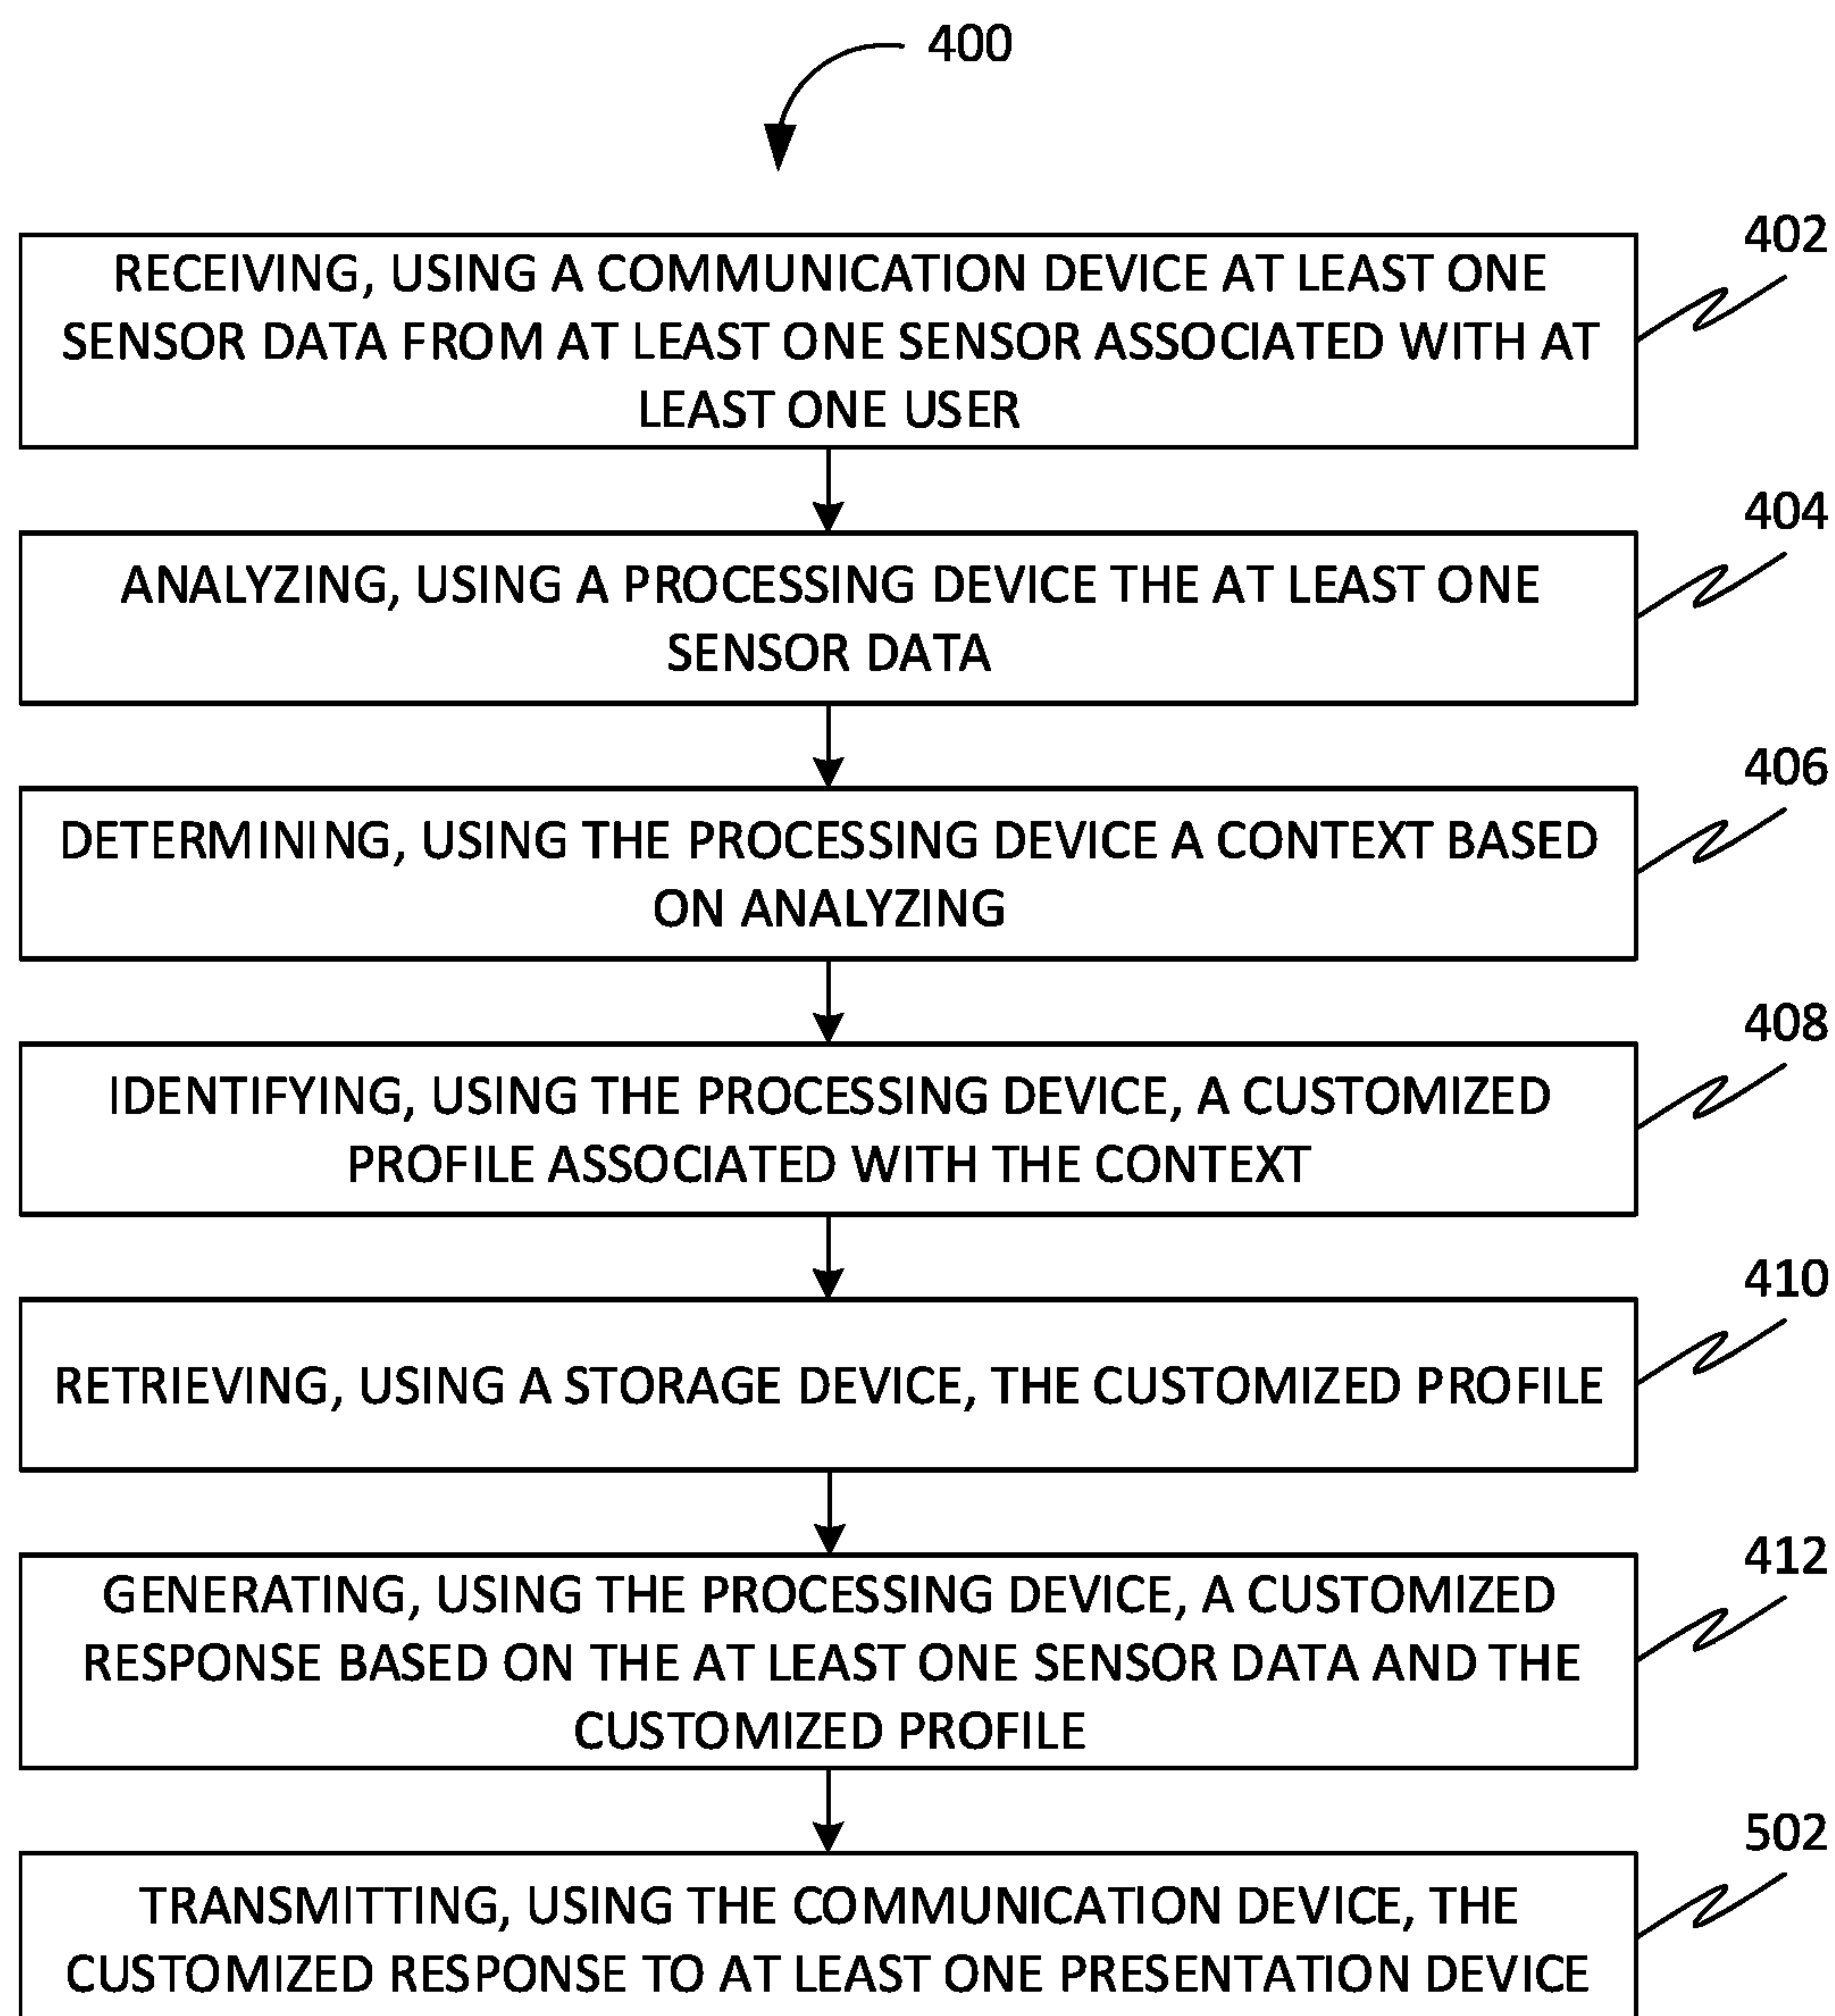 400
402
RECEIVING, USING A COMMUNICATION DEVICE AT LEAST ONE
SENSOR DATA FROM AT LEAST ONE SENSOR ASSOCIATED WITH AT
LEAST ONE USER
404
ANALYZING, USING A PROCESSING DEVICE THE AT LEAST ONE
SENSOR DATA
406
DETERMINING, USING THE PROCESSING DEVICE A CONTEXT BASED
ON ANALYZING
408
IDENTIFYING, USING THE PROCESSING DEVICE, A CUSTOMIZED
PROFILE ASSOCIATED WITH THE CONTEXT
410
RETRIEVING, USING A STORAGE DEVICE, THE CUSTOMIZED PROFILE
412
GENERATING, USING THE PROCESSING DEVICE, A CUSTOMIZED
RESPONSE BASED ON THE AT LEAST ONE SENSOR DATA AND THE
CUSTOMIZED PROFILE
502
TRANSMITTING, USING THE COMMUNICATION DEVICE, THE
CUSTOMIZED RESPONSE TO AT LEAST ONE PRESENTATION DEVICE